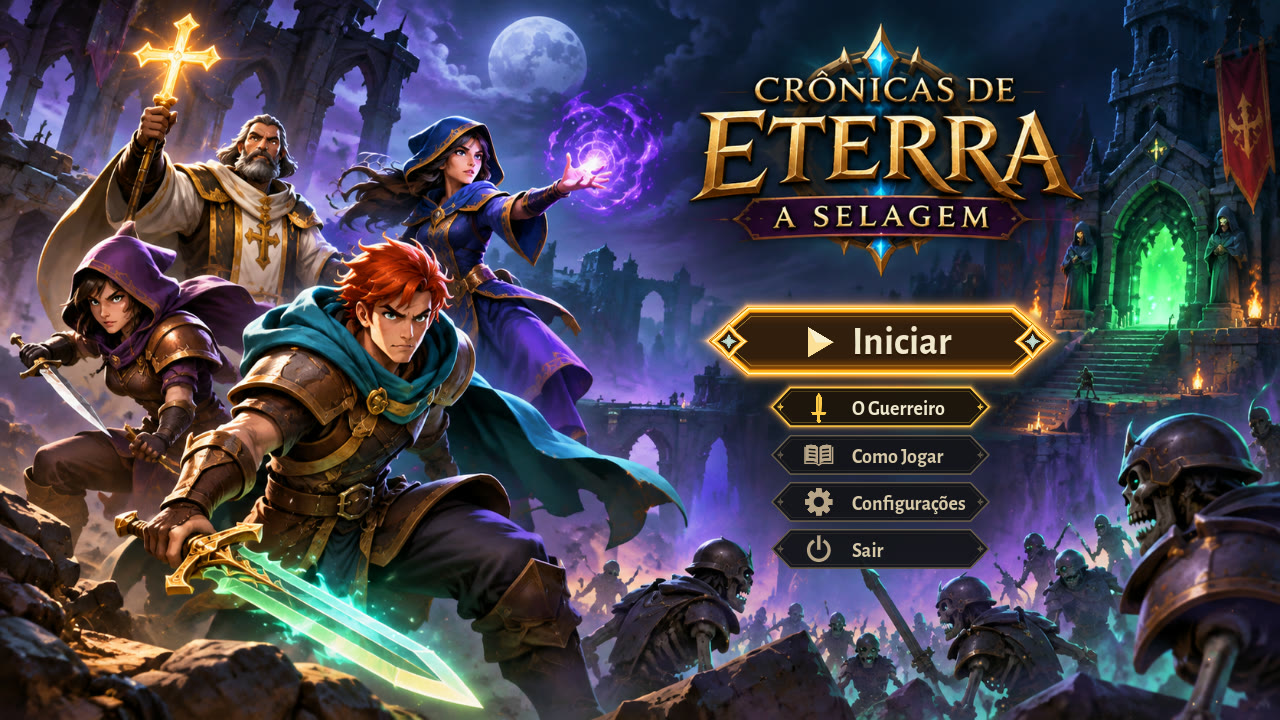 CRÔNICAS DE
ETERRA
A SELAGEM
Iniciar
O Guerreiro
Como Jogar
Configurações
Sair